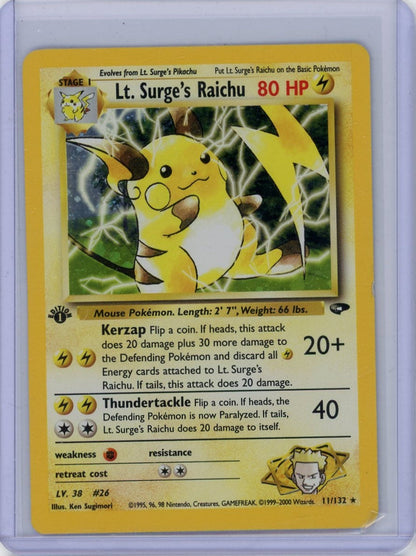 Evolves from Lt. Surge's Pikachu Put Lt. Surge's Raichu on the Basic Pokémon
STAGE 1
Lt. Surge's Raichu 80 HP
Mouse Pokémon. Length: 2' 7", Weight: 66 lbs.
EDITION
1
Kerzap Flip a coin. If heads, this attack
does 20 damage plus 30 more damage to
the Defending Pokémon and discard all
Energy cards attached to Lt. Surge's
Raichu. If tails, this attack does 20 damage.
20+
Thundertackle Flip a coin. If heads, the
Defending Pokémon is now Paralyzed. If tails,
Lt. Surge's Raichu does 20 damage to itself.
40
weakness resistance
retreat cost
LV. 38 #26
Illus. Ken Sugimori ©1995, 96, 98 Nintendo, Creatures, GAMEFREAK. ©1999-2000 Wizards. 11/132 ★